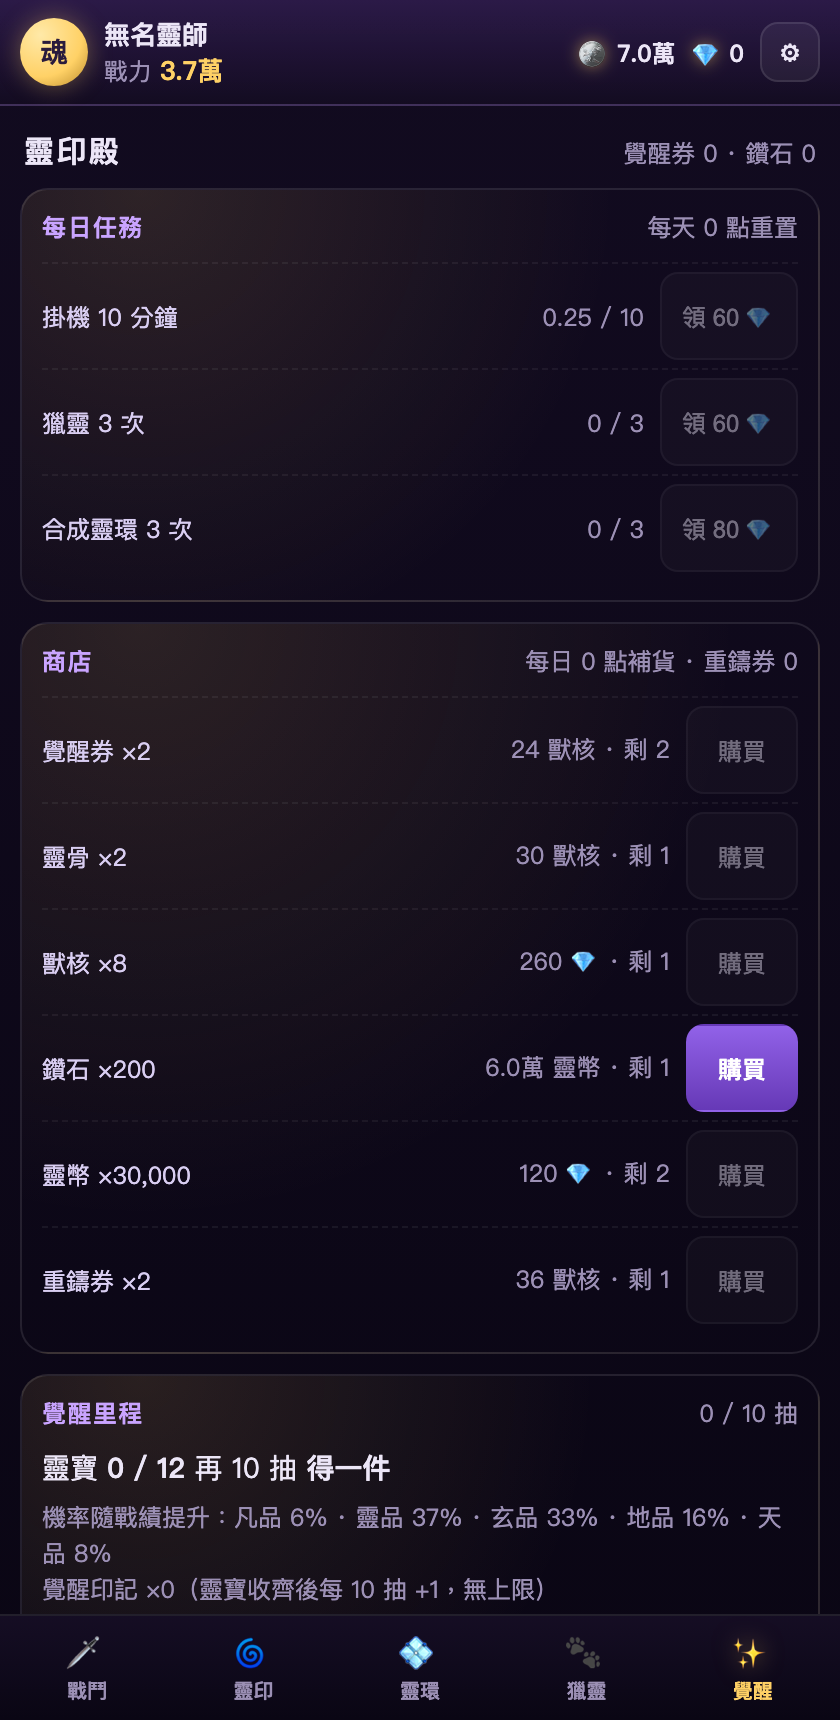 魂
無名靈師
戰力 3.7萬
7.0萬 0
靈印殿
覺醒券 0 · 鑽石 0
每日任務
每天 0 點重置
掛機 10 分鐘
0.25 / 10
領 60
獵靈 3 次
0 / 3
領 60
合成靈環 3 次
0 / 3
領 80
商店
每日 0 點補貨 · 重鑄券 0
覺醒券 ×2
24 獸核 · 剩 2
購買
靈骨 ×2
30 獸核 · 剩 1
購買
獸核 ×8
260 · 剩 1
購買
鑽石 ×200
6.0萬 靈幣 · 剩 1
購買
靈幣 ×30,000
120 · 剩 2
購買
重鑄券 ×2
36 獸核 · 剩 1
購買
覺醒里程
0 / 10 抽
靈寶 0 / 12 再 10 抽 得一件
機率隨戰績提升：凡品 6% · 靈品 37% · 玄品 33% · 地品 16% · 天
品 8%
覺醒印記 ×0（靈寶收齊後每 10 抽 +1，無上限）
戰鬥
靈印
靈環
獵靈
覺醒